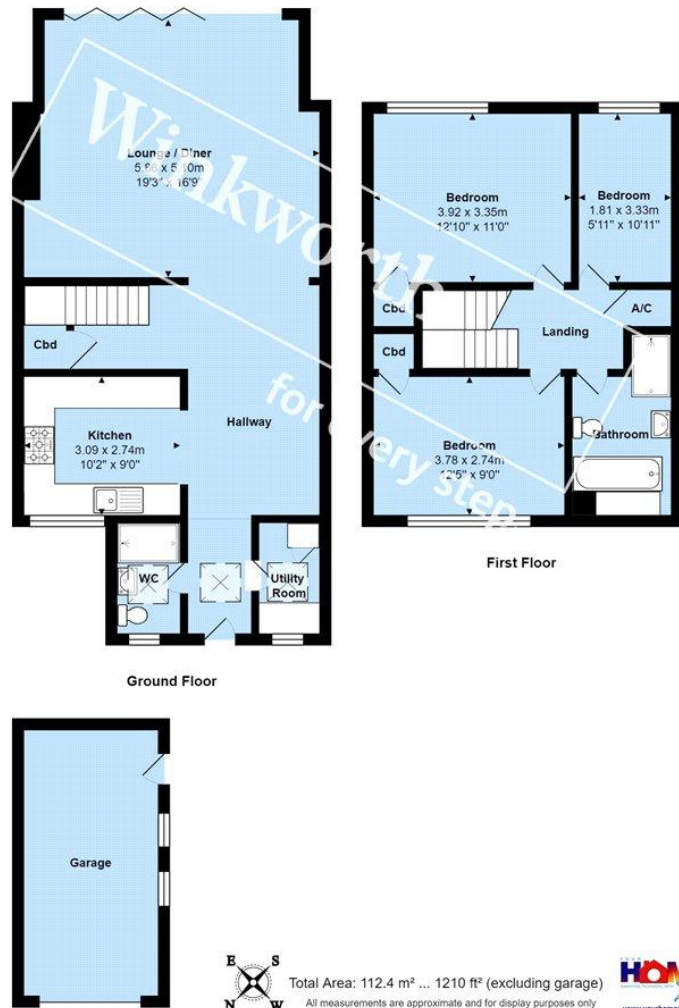 Winkworth
for every step
Lounge / Diner
5.86 x 5.10m
19'3" x 16'9"
Cbd
Kitchen
3.09 x 2.74m
10'2" x 9'0"
Hallway
WC
Utility
Room
Ground Floor
Bedroom
3.92 x 3.35m
12'10" x 11'0"
Bedroom
1.81 x 3.33m
5'11" x 10'11"
Cbd
A/C
Landing
Cbd
Bedroom
3.78 x 2.74m
12'5" x 9'0"
Bathroom
First Floor
Garage
E S
N W
Total Area: 112.4 m² ... 1210 ft² (excluding garage)
All measurements are approximate and for display purposes only